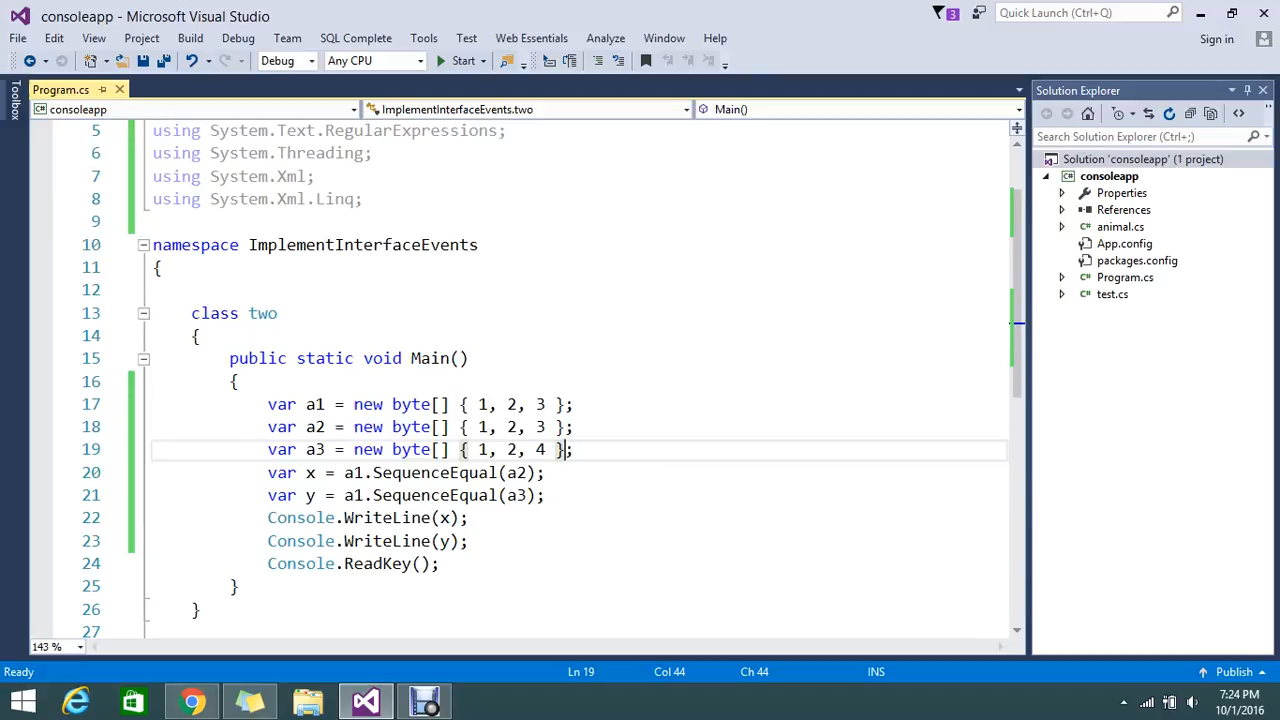 consoleapp - Microsoft Visual Studio
3
Quick Launch (Ctrl+Q)
File Edit View Project Build Debug Team SQL Complete Tools Test Web Essentials Analyze Window Help
Sign in
Debug Any CPU Start
Toolbox
Program.cs
Solution Explorer
consoleapp ImplementInterfaceEvents.two Main()
Search Solution Explorer (Ctrl+;)
Solution 'consoleapp' (1 project)
consoleapp
Properties
References
animal.cs
App.config
packages.config
Program.cs
test.cs
5 using System.Text.RegularExpressions;
6 using System.Threading;
7 using System.Xml;
8 using System.Xml.Linq;
9
10 namespace ImplementInterfaceEvents
11 {
12
13 class two
14 {
15 public static void Main()
16 {
17 var a1 = new byte[] { 1, 2, 3 };
18 var a2 = new byte[] { 1, 2, 3 };
19 var a3 = new byte[] { 1, 2, 4 };
20 var x = a1.SequenceEqual(a2);
21 var y = a1.SequenceEqual(a3);
22 Console.WriteLine(x);
23 Console.WriteLine(y);
24 Console.ReadKey();
25 }
26 }
27
143 %
Ready Ln 19 Col 44 Ch 44 INS Publish
7:24 PM
10/1/2016